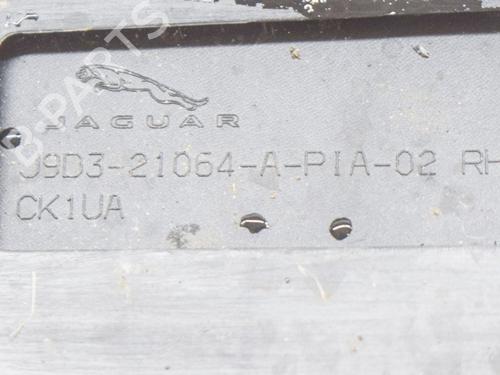 JAGUAR
J9D3-21064-A-PIA-02 RH
CK1UA
B-PARTS